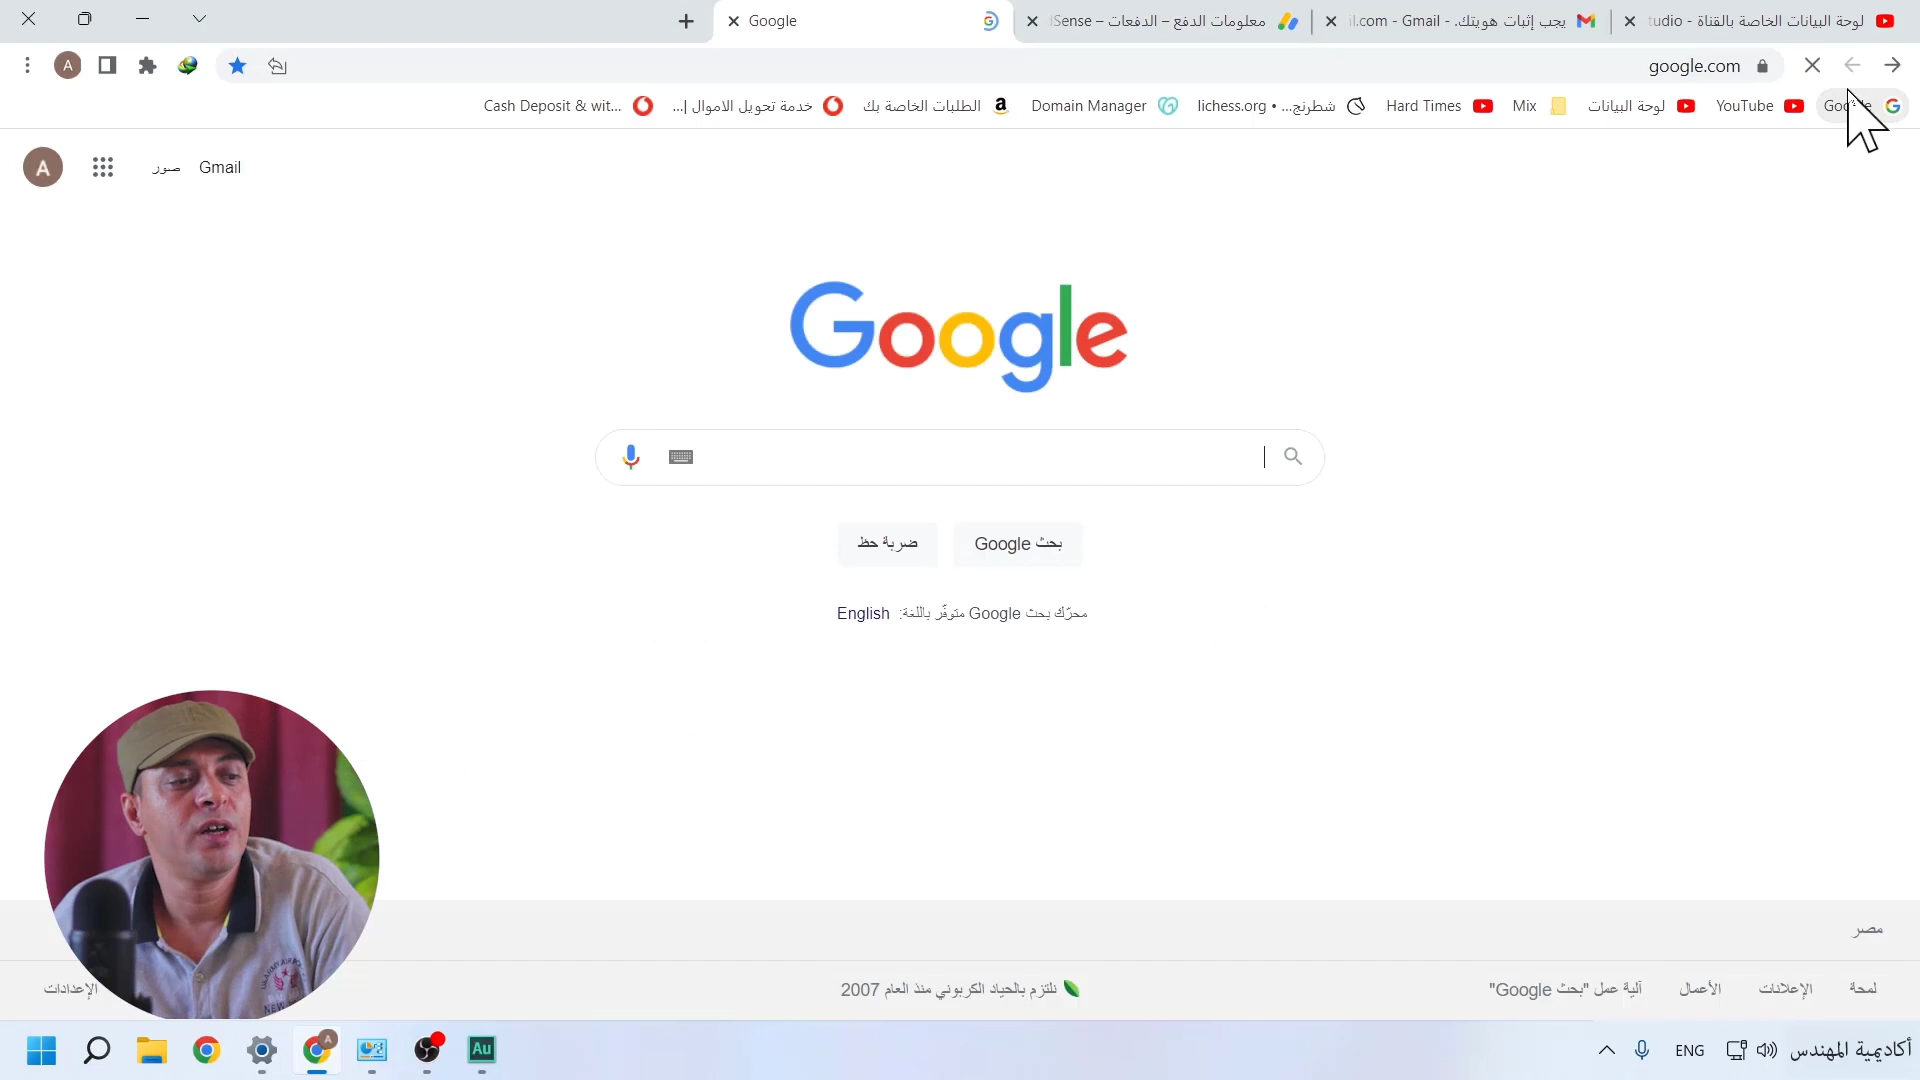 لوحة البيانات الخاصة بالقناة - tudio
يجب إثبات هويتك. - il.com - Gmail
معلومات الدفع – الدفعات – Sense
Google
google.com
Google
YouTube
لوحة البيانات
Mix
Hard Times
lichess.org • شطرنج...
Domain Manager
الطلبات الخاصة بك
خدمة تحويل الاموال |...
Cash Deposit & wit...
A
A
صور
Gmail
Google
بحث Google
ضربة حظ
محرّك بحث Google متوفّر باللغة: English
مصر
لمحة
الإعلانات
الأعمال
آلية عمل "بحث Google"
نلتزم بالحياد الكربوني منذ العام 2007
الإعدادات
A
Au
ENG
أكاديمية المهندس